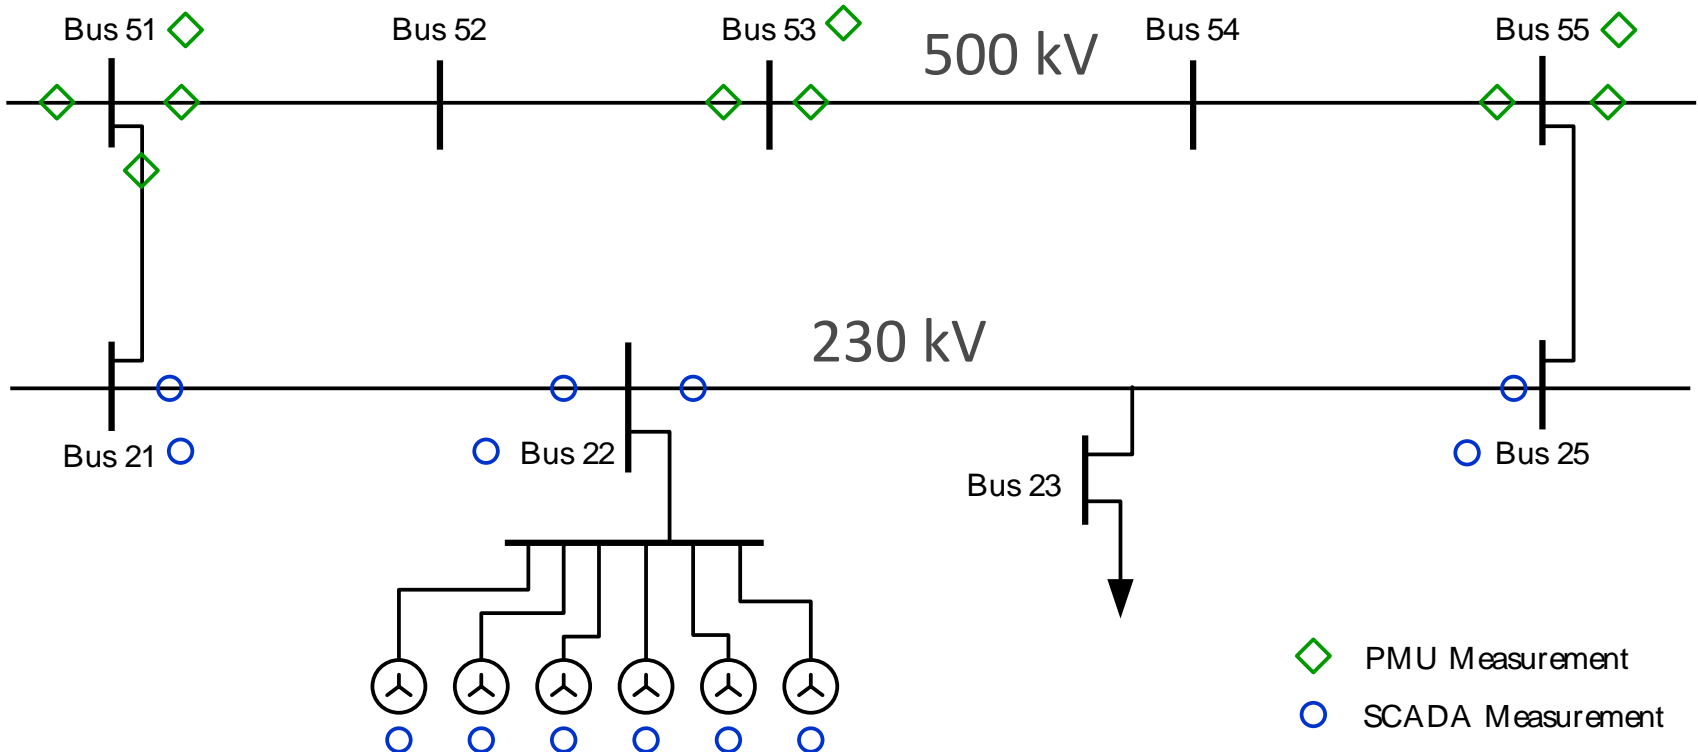 Bus 51
Bus 52
Bus 53
500 kV
Bus 54
Bus 55
230 kV
Bus 21
Bus 22
Bus 23
Bus 25
PMU Measurement
SCADA Measurement